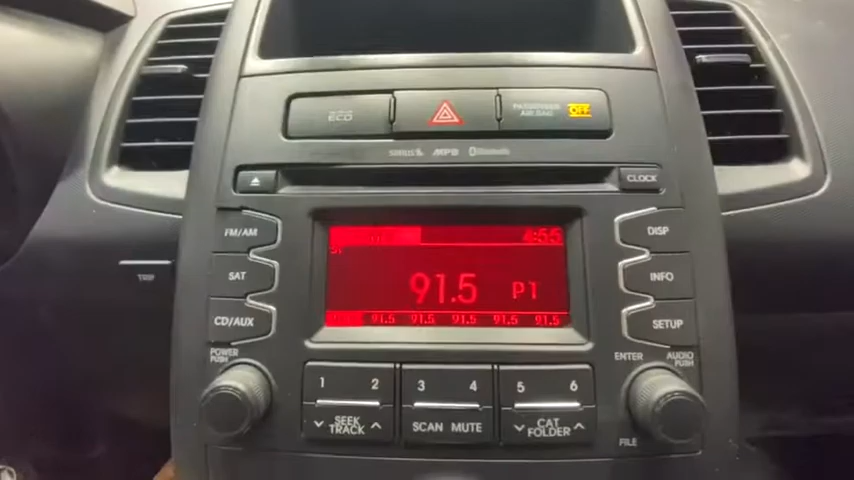 ECO
PASSENGER AIR BAG OFF
SIRIUS MP3 Bluetooth
CLOCK
FM/AM
4:55
DISP
ST
SAT
91.5 P1
INFO
CD/AUX
91.5 91.5 91.5 91.5 91.5
SETUP
POWER
PUSH
ENTER
AUDIO
PUSH
1 2 3 4 5 6
SEEK
TRACK
SCAN MUTE
CAT
FOLDER
FILE